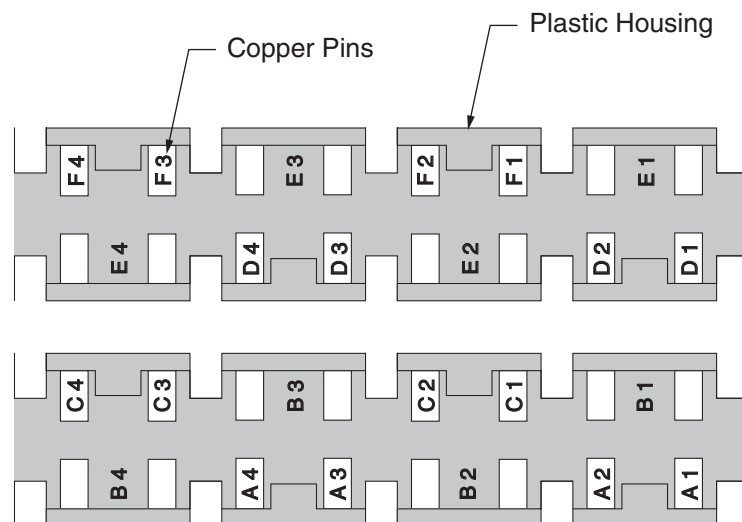 Plastic Housing
Copper Pins
F4 F3 E3 F2 F1 E1
E4 D4 D3 E2 D2 D1
C4 C3 B3 C2 C1 B1
B4 A4 A3 B2 A2 A1